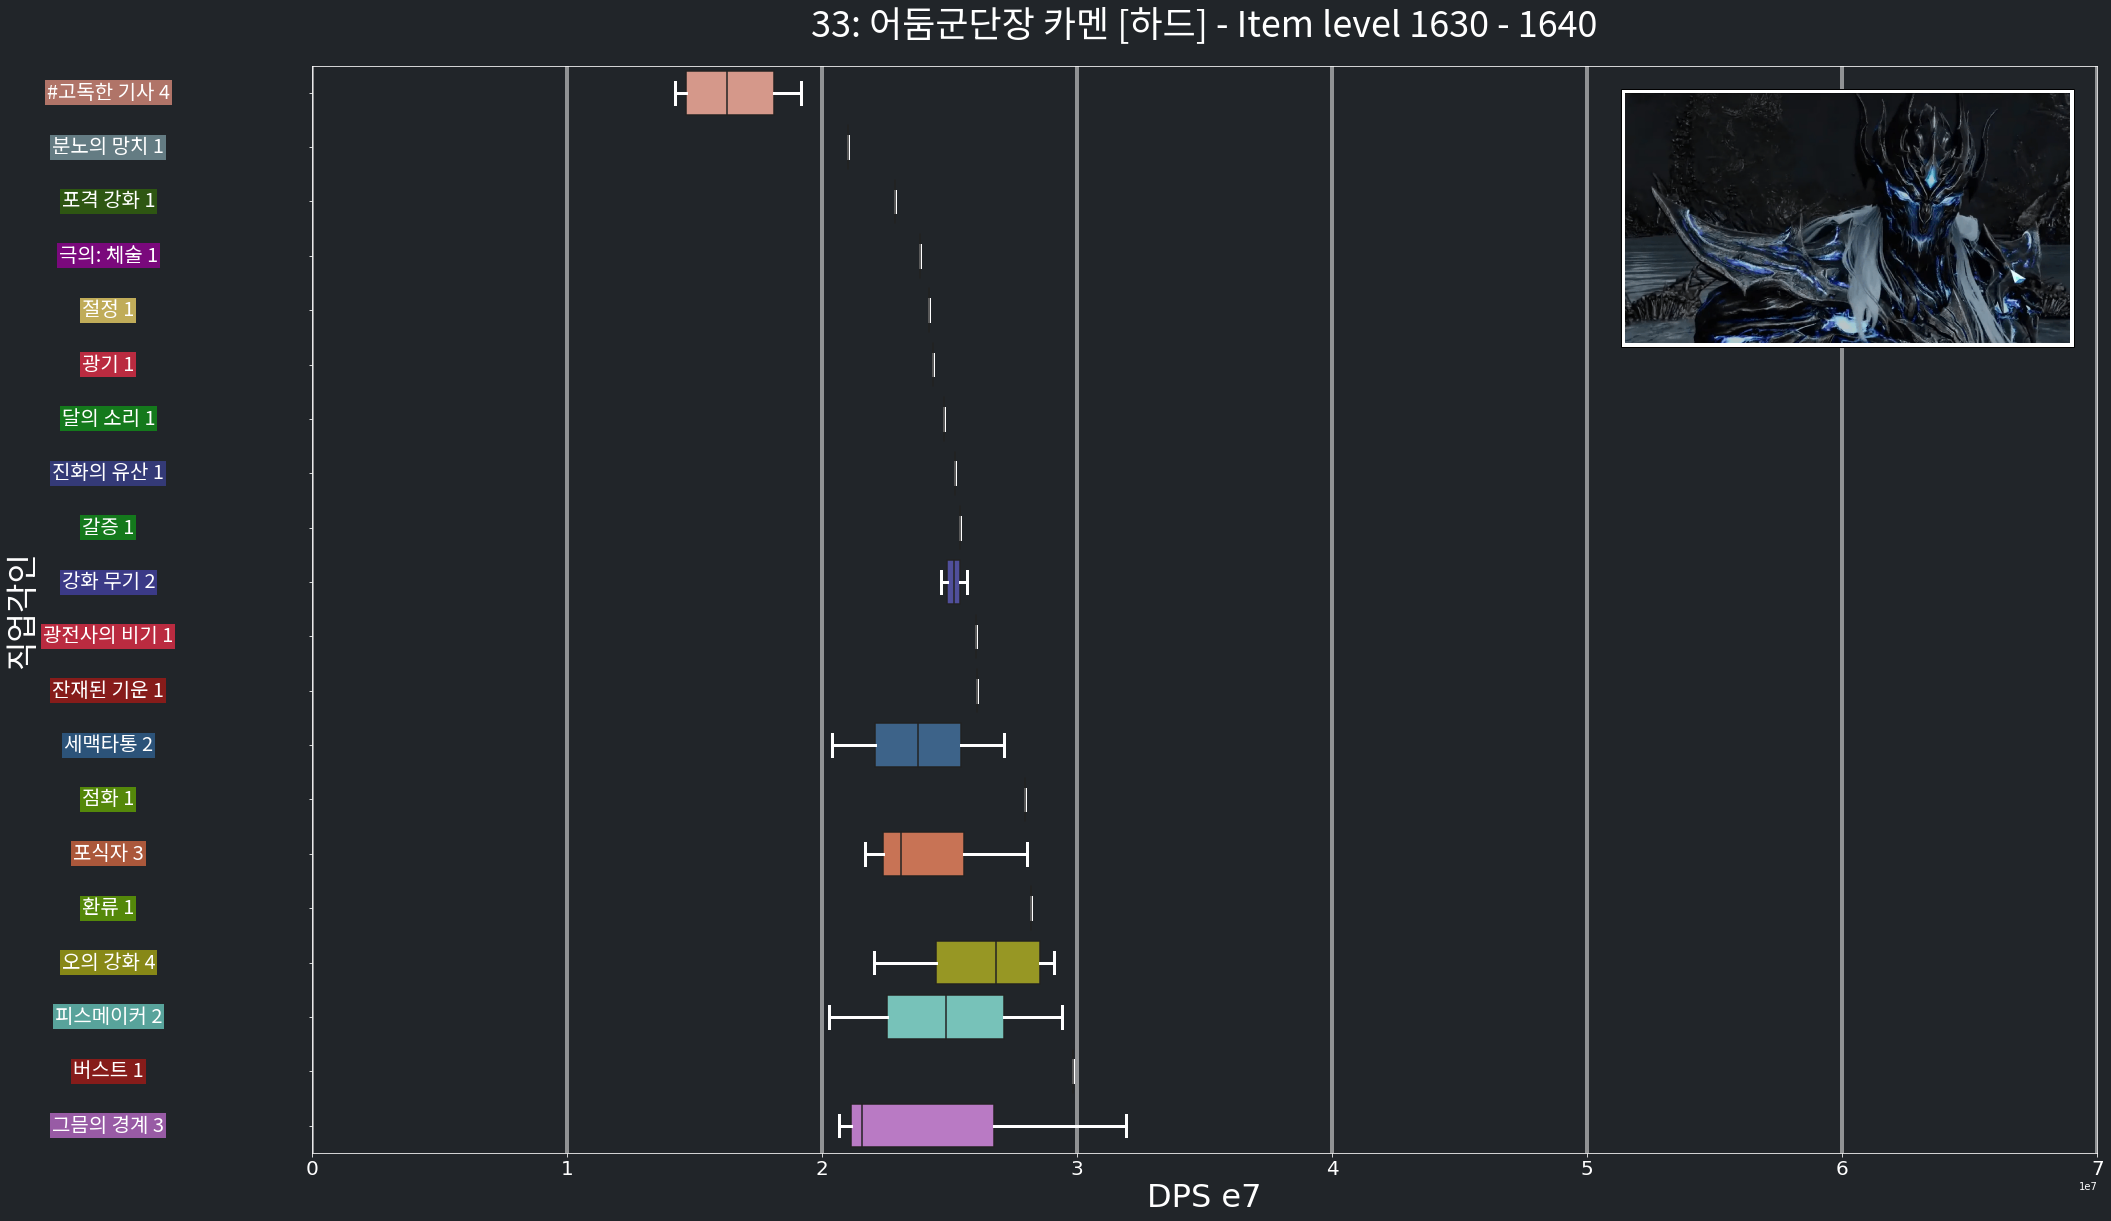 33: 어둠군단장 카멘 [하드] - Item level 1630 - 1640
#고독한 기사 4
분노의 망치 1
포격 강화 1
극의: 체술 1
절정 1
광기 1
달의 소리 1
진화의 유산 1
갈증 1
강화 무기 2
광전사의 비기 1
잔재된 기운 1
세맥타통 2
점화 1
포식자 3
환류 1
오의 강화 4
피스메이커 2
버스트 1
그믐의 경계 3
직업각인
0 1 2 3 4 5 6 7
DPS e7
1e7